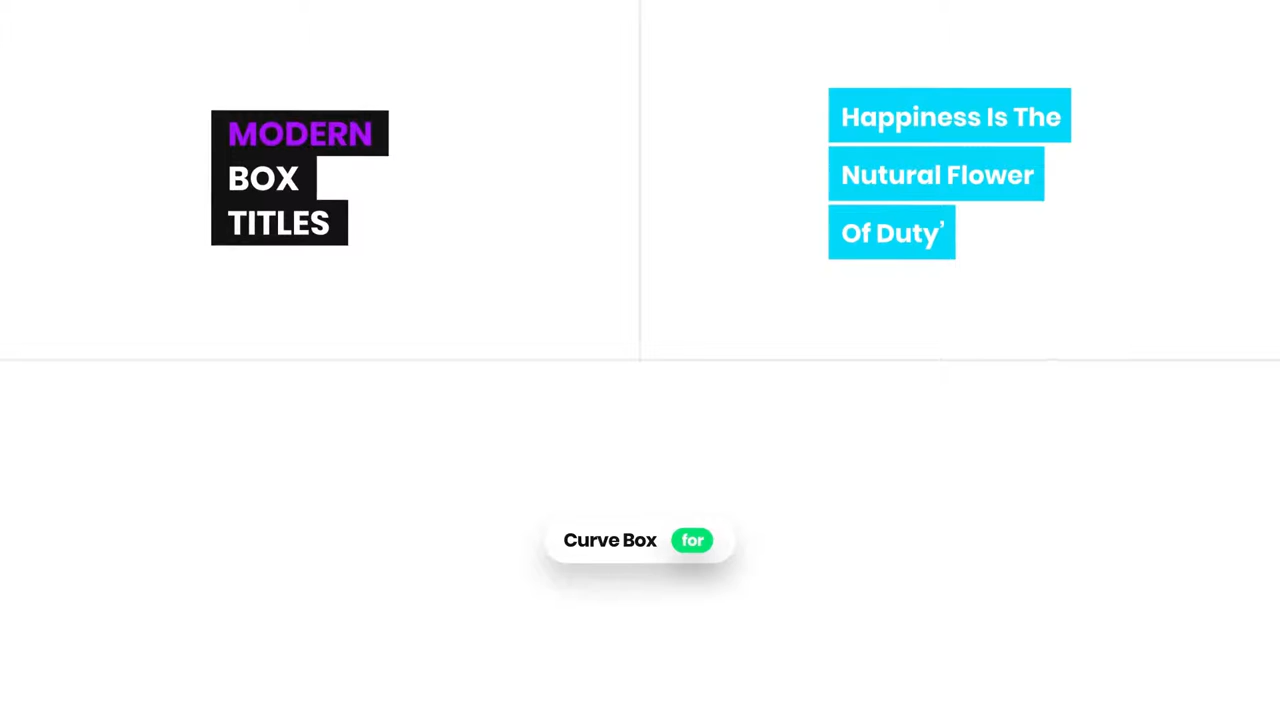 MODERN
BOX
TITLES
Happiness Is The
Nutural Flower
Of Duty’
Curve Box for